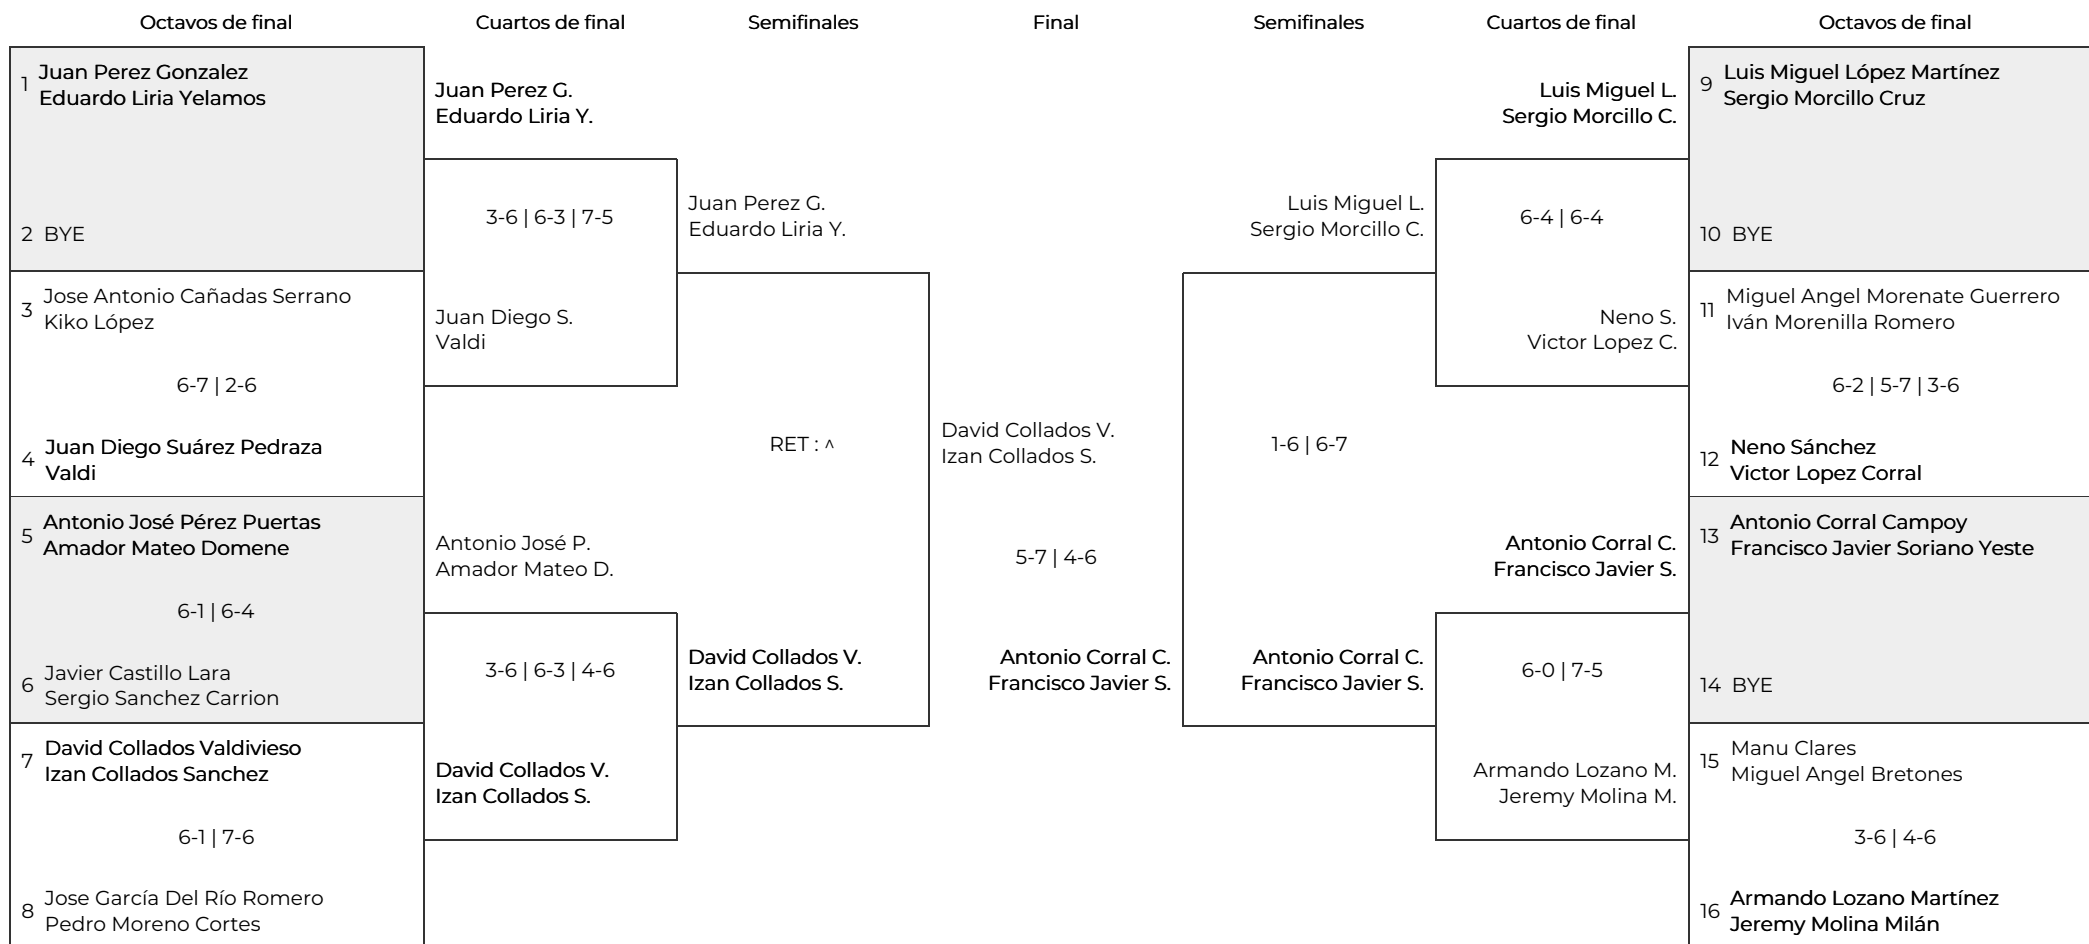 Octavos de final
Cuartos de final
Semifinales
Final
Semifinales
Cuartos de final
Octavos de final
1
Juan Perez Gonzalez
Eduardo Liria Yelamos
2 BYE
3
Jose Antonio Cañadas Serrano
Kiko López
6-7 | 2-6
4
Juan Diego Suárez Pedraza
Valdi
5
Antonio José Pérez Puertas
Amador Mateo Domene
6-1 | 6-4
6
Javier Castillo Lara
Sergio Sanchez Carrion
7
David Collados Valdivieso
Izan Collados Sanchez
6-1 | 7-6
8
Jose García Del Río Romero
Pedro Moreno Cortes
Juan Perez G.
Eduardo Liria Y.
3-6 | 6-3 | 7-5
Juan Diego S.
Valdi
Antonio José P.
Amador Mateo D.
3-6 | 6-3 | 4-6
David Collados V.
Izan Collados S.
Juan Perez G.
Eduardo Liria Y.
RET : ^
David Collados V.
Izan Collados S.
David Collados V.
Izan Collados S.
5-7 | 4-6
Antonio Corral C.
Francisco Javier S.
Luis Miguel L.
Sergio Morcillo C.
1-6 | 6-7
Antonio Corral C.
Francisco Javier S.
Luis Miguel L.
Sergio Morcillo C.
6-4 | 6-4
Neno S.
Victor Lopez C.
Antonio Corral C.
Francisco Javier S.
6-0 | 7-5
Armando Lozano M.
Jeremy Molina M.
9
Luis Miguel López Martínez
Sergio Morcillo Cruz
10 BYE
11
Miguel Angel Morenate Guerrero
Iván Morenilla Romero
6-2 | 5-7 | 3-6
12
Neno Sánchez
Victor Lopez Corral
13
Antonio Corral Campoy
Francisco Javier Soriano Yeste
14 BYE
15
Manu Clares
Miguel Angel Bretones
3-6 | 4-6
16
Armando Lozano Martínez
Jeremy Molina Milán